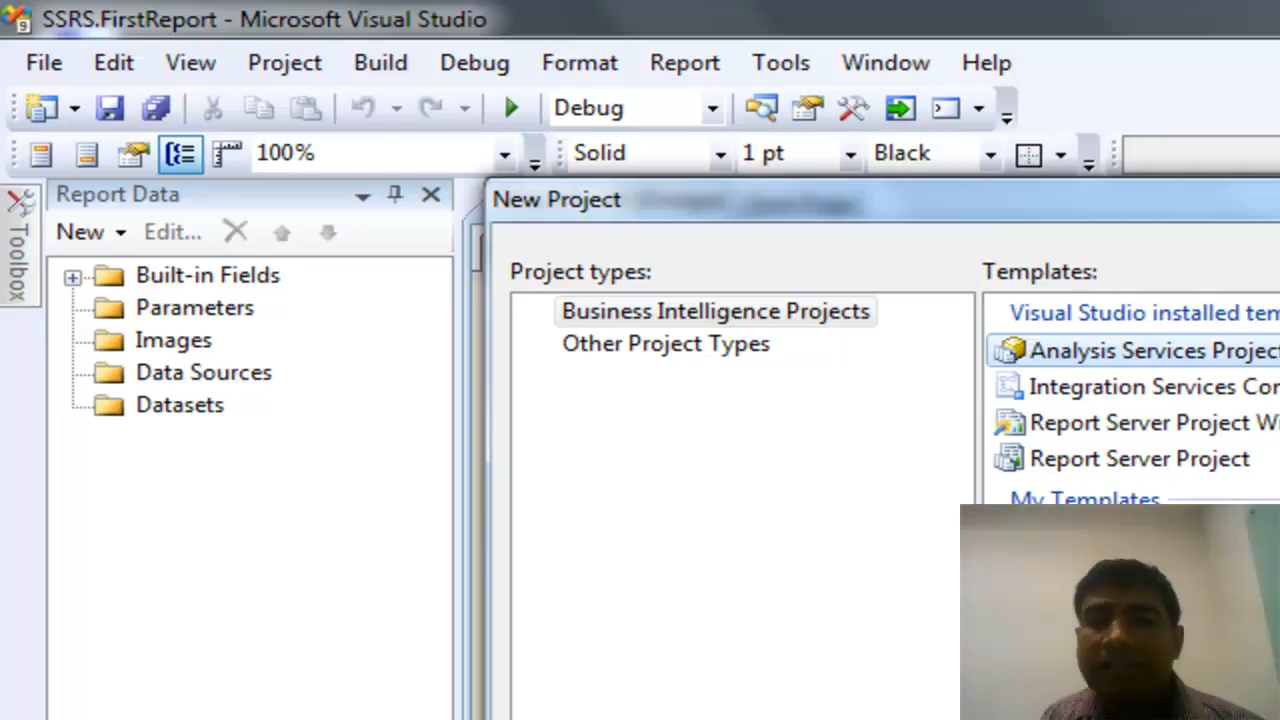 SSRS.FirstReport - Microsoft Visual Studio
File Edit View Project Build Debug Format Report Tools Window Help
Debug
100% Solid 1 pt Black
Toolbox
Report Data
New Edit...
Built-in Fields
Parameters
Images
Data Sources
Datasets
New Project
Project types:
Business Intelligence Projects
Other Project Types
Templates:
Visual Studio installed tem
Analysis Services Project
Integration Services Con
Report Server Project Wi
Report Server Project
My Templates